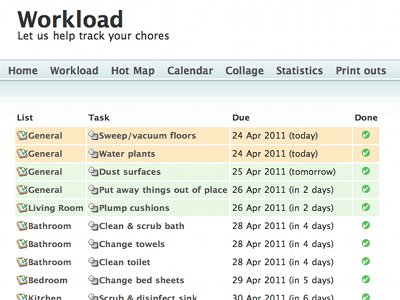 Workload
Let us help track your chores
Home Workload Hot Map Calendar Collage Statistics Print outs
List Task Due Done
General Sweep/vacuum floors 24 Apr 2011 (today)
General Water plants 24 Apr 2011 (today)
General Dust surfaces 25 Apr 2011 (tomorrow)
General Put away things out of place 26 Apr 2011 (in 2 days)
Living Room Plump cushions 26 Apr 2011 (in 2 days)
Bathroom Clean & scrub bath 28 Apr 2011 (in 4 days)
Bathroom Change towels 28 Apr 2011 (in 4 days)
Bathroom Clean toilet 28 Apr 2011 (in 4 days)
Bedroom Change bed sheets 29 Apr 2011 (in 5 days)
Kitchen Scrub & disinfect sink 30 Apr 2011 (in 6 days)